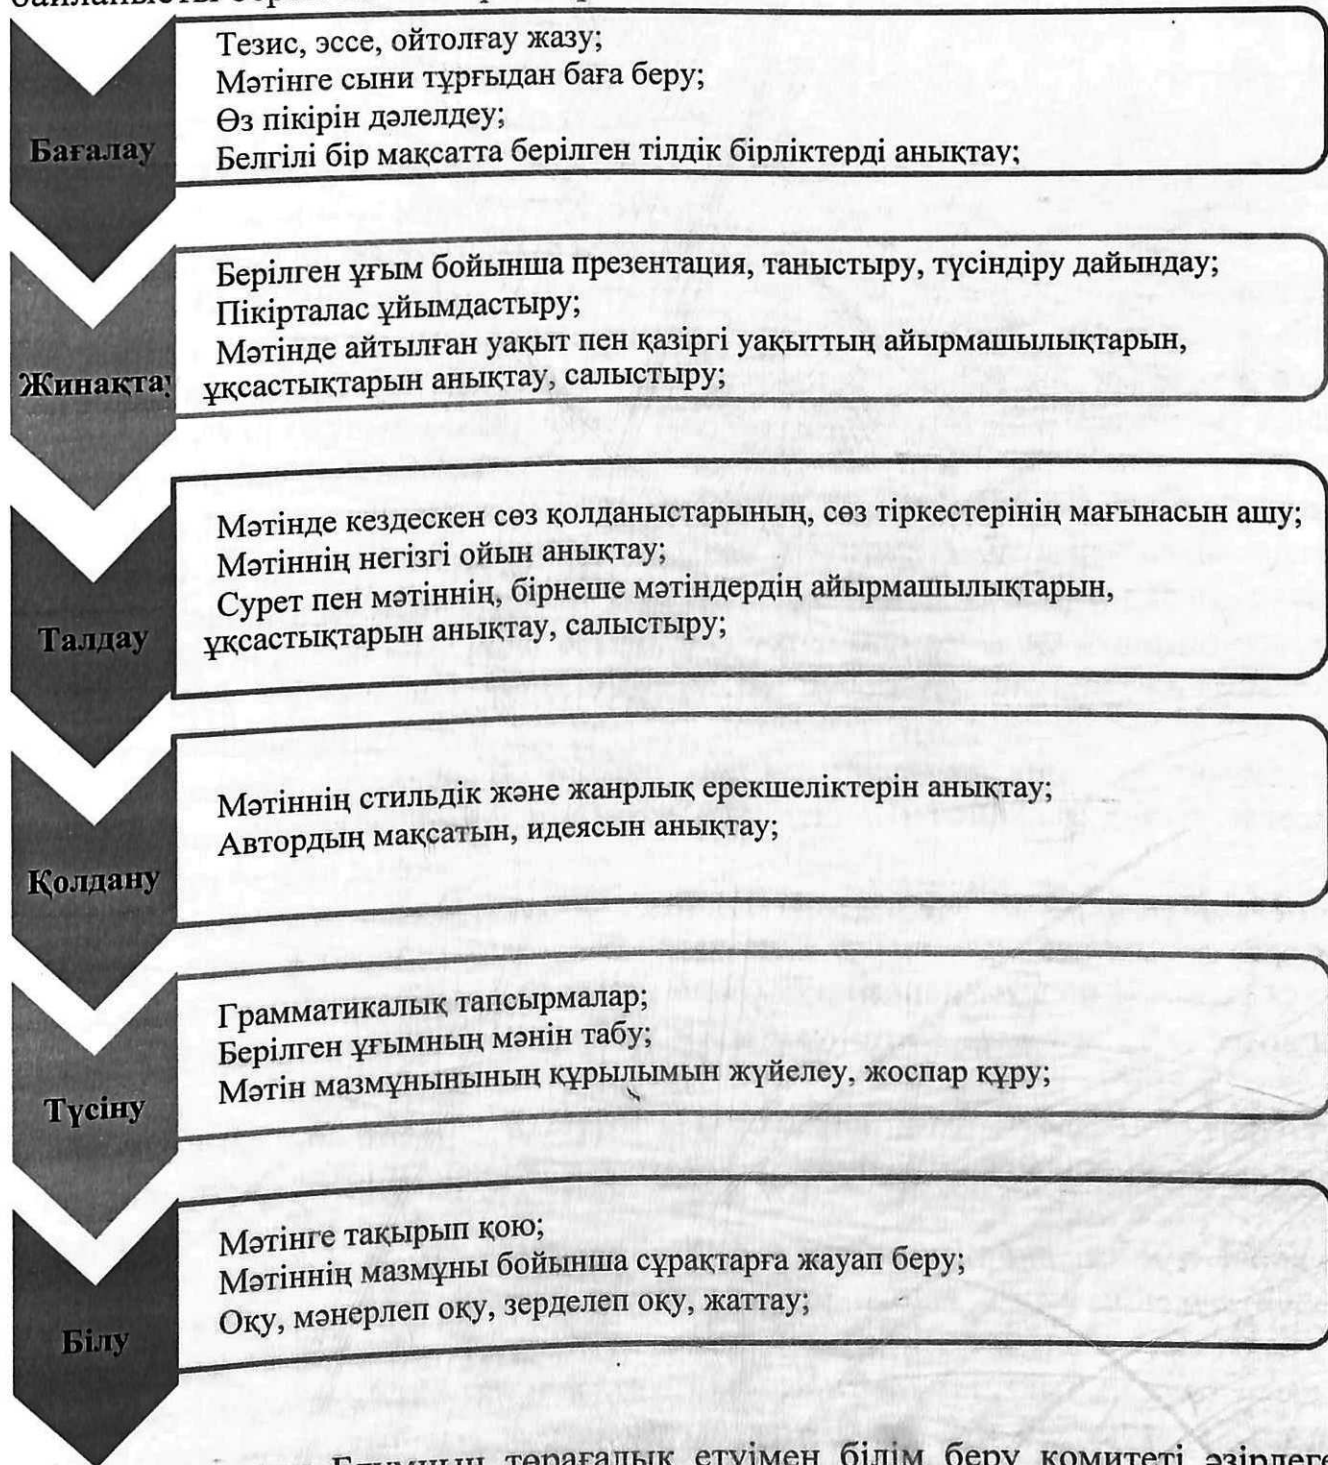 Бағалау
Тезис, эссе, ойтолғау жазу;
Мәтінге сыни тұрғыдан баға беру;
Өз пікірін дәлелдеу;
Белгілі бір мақсатта берілген тілдік бірліктерді анықтау;
Жинақтау
Берілген ұғым бойынша презентация, таныстыру, түсіндіру дайындау;
Пікірталас ұйымдастыру;
Мәтінде айтылған уақыт пен қазіргі уақыттың айырмашылықтарын,
ұқсастықтарын анықтау, салыстыру;
Талдау
Мәтінде кездескен сөз қолданыстарының, сөз тіркестерінің мағынасын ашу;
Мәтіннің негізгі ойын анықтау;
Сурет пен мәтіннің, бірнеше мәтіндердің айырмашылықтарын,
ұқсастықтарын анықтау, салыстыру;
Қолдану
Мәтіннің стильдік және жанрлық ерекшеліктерін анықтау;
Автордың мақсатын, идеясын анықтау;
Түсіну
Грамматикалық тапсырмалар;
Берілген ұғымның мәнін табу;
Мәтін мазмұнынының құрылымын жүйелеу, жоспар құру;
Білу
Мәтінге тақырып қою;
Мәтіннің мазмұны бойынша сұрақтарға жауап беру;
Оқу, мәнерлеп оқу, зерделеп оқу, жаттау;
төрағалық етуімен білім беру комитеті